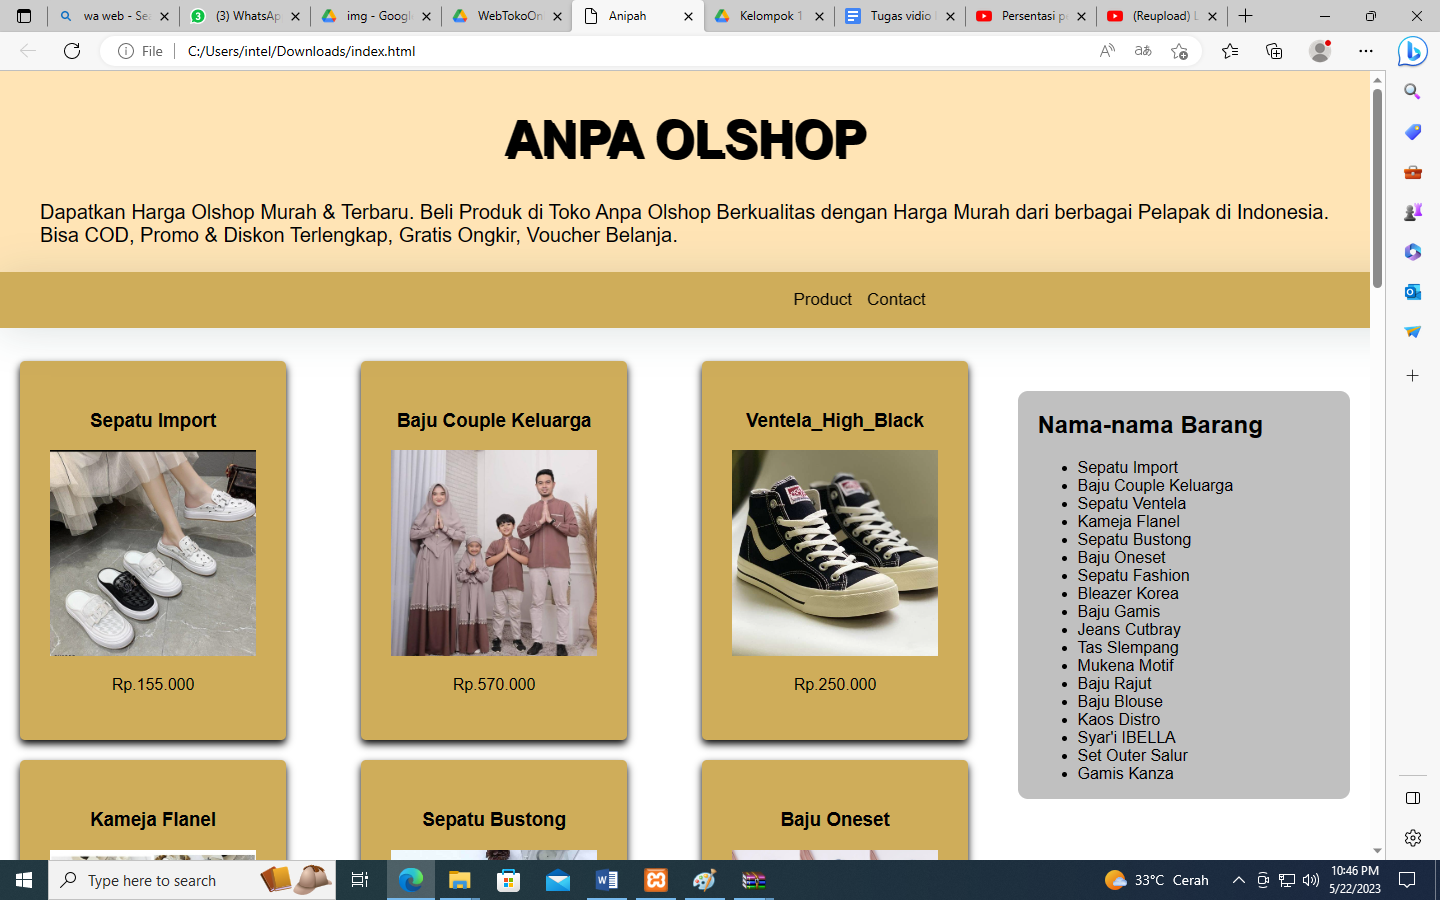 wa web - Se
(3) WhatsAp
img - Googl
WebTokoOn
Anipah
Kelompok 1
Tugas vidio
Persentasi p
(Reupload) L
File
C:/Users/intel/Downloads/index.html
ANPA OLSHOP
Dapatkan Harga Olshop Murah & Terbaru. Beli Produk di Toko Anpa Olshop Berkualitas dengan Harga Murah dari berbagai Pelapak di Indonesia.
Bisa COD, Promo & Diskon Terlengkap, Gratis Ongkir, Voucher Belanja.
Product Contact
Sepatu Import
Rp.155.000
Baju Couple Keluarga
Rp.570.000
Ventela_High_Black
Rp.250.000
Kameja Flanel
Sepatu Bustong
Baju Oneset
Nama-nama Barang
Sepatu Import
Baju Couple Keluarga
Sepatu Ventela
Kameja Flanel
Sepatu Bustong
Baju Oneset
Sepatu Fashion
Bleazer Korea
Baju Gamis
Jeans Cutbray
Tas Slempang
Mukena Motif
Baju Rajut
Baju Blouse
Kaos Distro
Syar'i IBELLA
Set Outer Salur
Gamis Kanza
Type here to search
33°C Cerah
10:46 PM
5/22/2023